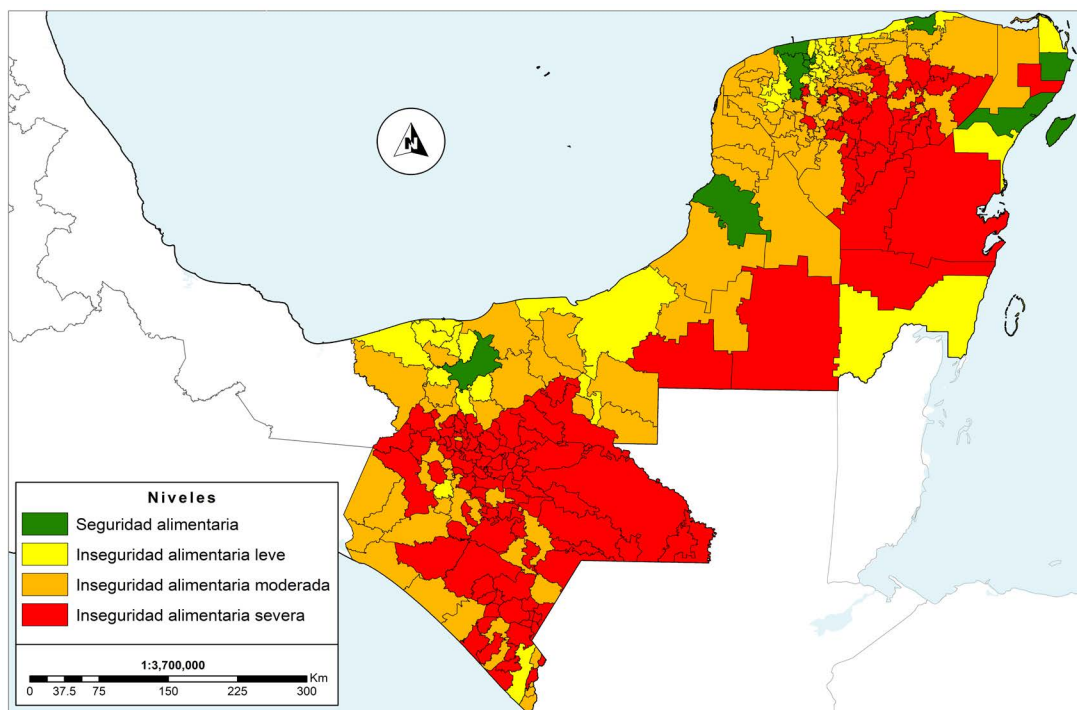 N
Niveles
Seguridad alimentaria
Inseguridad alimentaria leve
Inseguridad alimentaria moderada
Inseguridad alimentaria severa
1:3,700,000
Km
0 37.5 75 150 225 300